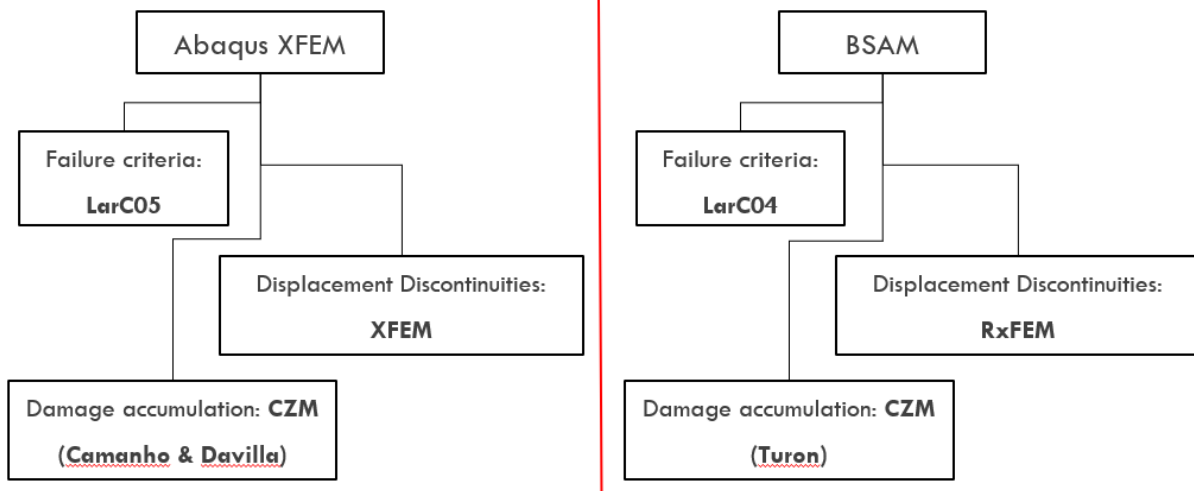 Abaqus XFEM
Failure criteria:
LarC05
Displacement Discontinuities:
XFEM
Damage accumulation: CZM
(Camanho & Davilla)
BSAM
Failure criteria:
LarC04
Displacement Discontinuities:
RxFEM
Damage accumulation: CZM
(Turon)